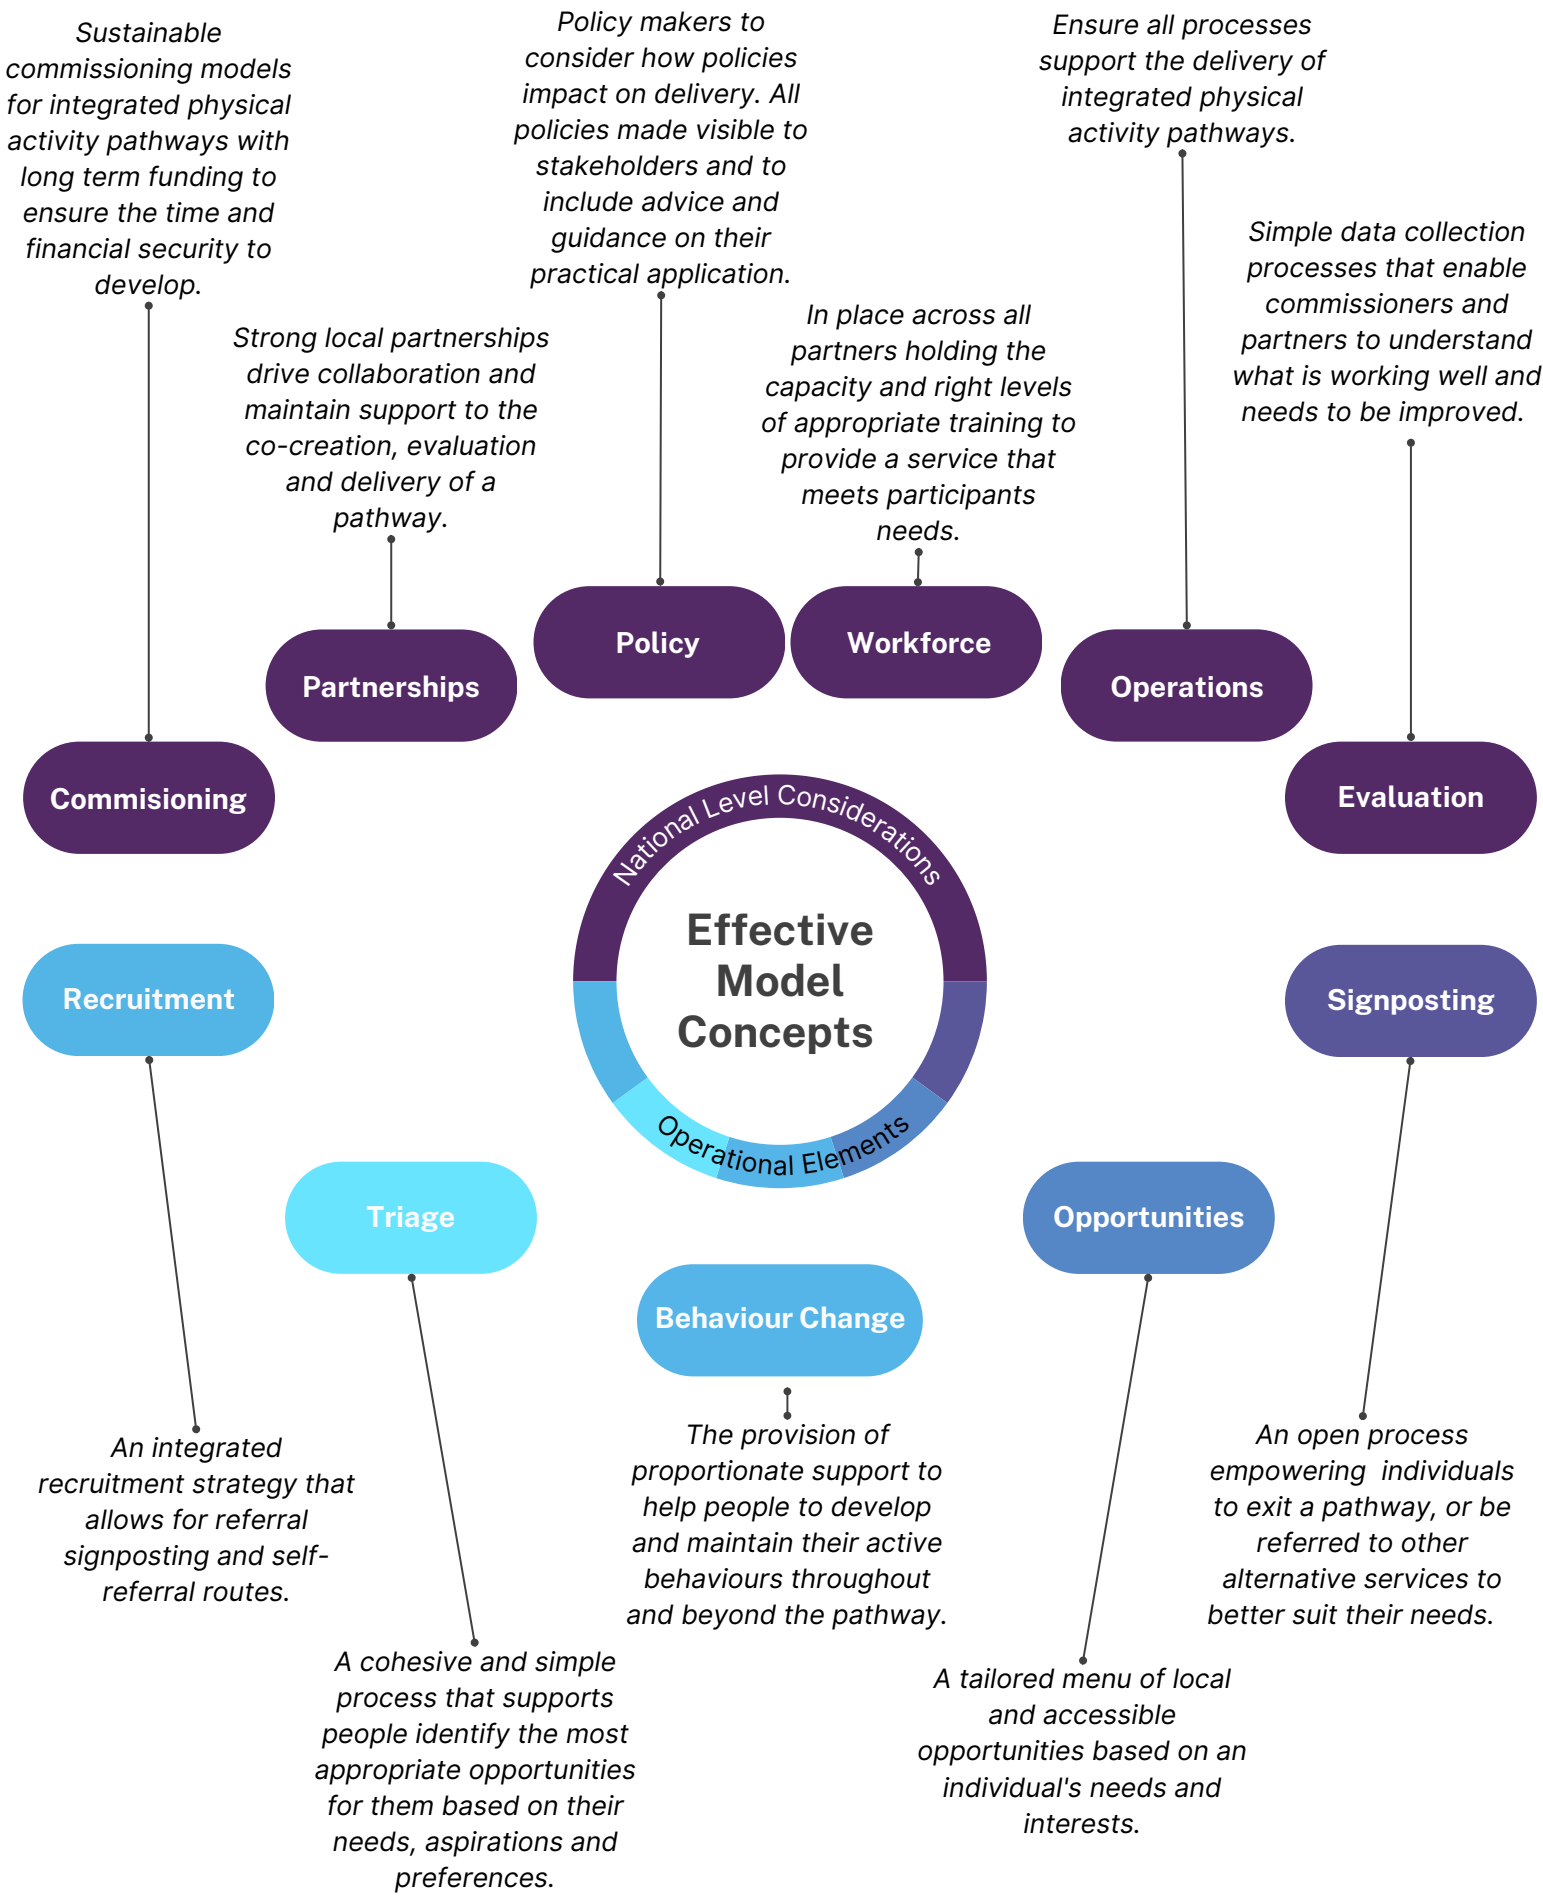 Sustainable
commissioning models
for integrated physical
activity pathways with
long term funding to
ensure the time and
financial security to
develop.
Strong local partnerships
drive collaboration and
maintain support to the
co-creation, evaluation
and delivery of a
pathway.
Policy makers to
consider how policies
impact on delivery. All
policies made visible to
stakeholders and to
include advice and
guidance on their
practical application.
In place across all
partners holding the
capacity and right levels
of appropriate training to
provide a service that
meets participants
needs.
Ensure all processes
support the delivery of
integrated physical
activity pathways.
Simple data collection
processes that enable
commissioners and
partners to understand
what is working well and
needs to be improved.
Commisioning
Partnerships
Policy
Workforce
Operations
Evaluation
National Level Considerations
Effective
Model
Concepts
Operational Elements
Recruitment
Triage
Behaviour Change
Opportunities
Signposting
An integrated
recruitment strategy that
allows for referral
signposting and self-
referral routes.
A cohesive and simple
process that supports
people identify the most
appropriate opportunities
for them based on their
needs, aspirations and
preferences.
The provision of
proportionate support to
help people to develop
and maintain their active
behaviours throughout
and beyond the pathway.
A tailored menu of local
and accessible
opportunities based on an
individual's needs and
interests.
An open process
empowering  individuals
to exit a pathway, or be
referred to other
alternative services to
better suit their needs.